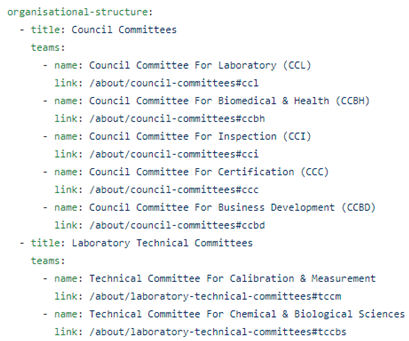 organisational-structure:
- title: Council Committees
teams:
- name: Council Committee For Laboratory (CCL)
link: /about/council-committees#ccl
- name: Council Committee For Biomedical & Health (CCBH)
link: /about/council-committees#ccbh
- name: Council Committee For Inspection (CCI)
link: /about/council-committees#cci
- name: Council Committee For Certification (CCC)
link: /about/council-committees#ccc
- name: Council Committee For Business Development (CCBD)
link: /about/council-committees#ccbd
- title: Laboratory Technical Committees
teams:
- name: Technical Committee For Calibration & Measurement
link: /about/laboratory-technical-committees#tccm
- name: Technical Committee For Chemical & Biological Sciences
link: /about/laboratory-technical-committees#tccbs